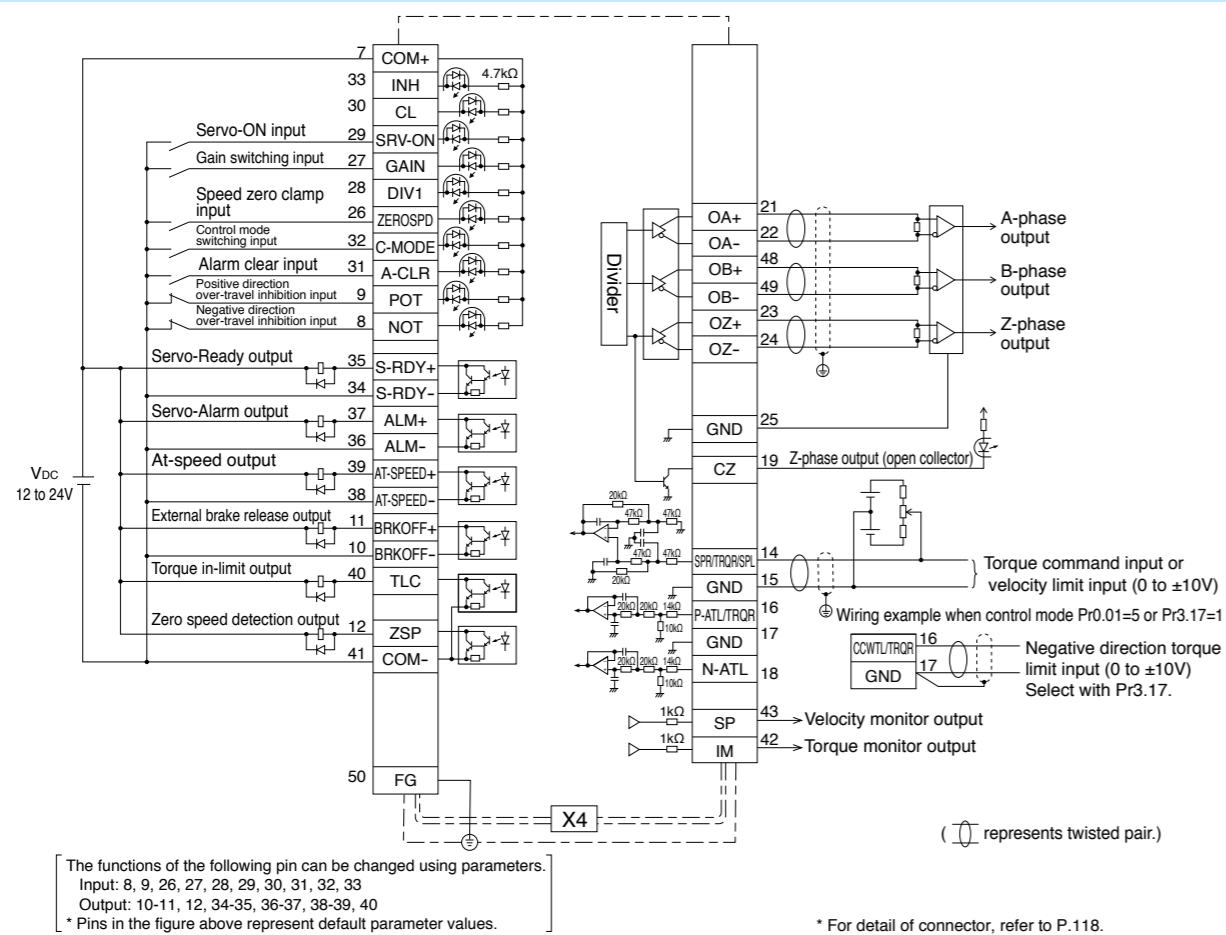 7 COM+
33 INH 4.7kΩ
30 CL
Servo-ON input 29 SRV-ON
Gain switching input 27 GAIN
28 DIV1
Speed zero clamp
input 26 ZEROSPD
Control mode
switching input 32 C-MODE
Alarm clear input 31 A-CLR
Positive direction
over-travel inhibition input 9 POT
Negative direction
over-travel inhibition input 8 NOT
Servo-Ready output 35 S-RDY+
34 S-RDY-
Servo-Alarm output 37 ALM+
36 ALM-
At-speed output 39 AT-SPEED+
38 AT-SPEED-
External brake release output 11 BRKOFF+
10 BRKOFF-
Torque in-limit output 40 TLC
Zero speed detection output 12 ZSP
41 COM-
VDC
12 to 24V
50 FG
X4
Divider
OA+ 21
OA- 22
A-phase
output
OB+ 48
OB- 49
B-phase
output
OZ+ 23
OZ- 24
Z-phase
output
GND 25
CZ 19 Z-phase output (open collector)
20kΩ
47kΩ 47kΩ
47kΩ 47kΩ
20kΩ
SPR/TRQR/SPL 14
GND 15
Torque command input or
velocity limit input (0 to ±10V)
20kΩ 20kΩ 14kΩ
10kΩ
P-ATL/TRQR 16
GND 17
20kΩ 20kΩ 14kΩ
10kΩ
N-ATL 18
Wiring example when control mode Pr0.01=5 or Pr3.17=1
CCWTL/TRQR 16
GND 17
Negative direction torque
limit input (0 to ±10V)
Select with Pr3.17.
1kΩ SP 43 Velocity monitor output
1kΩ IM 42 Torque monitor output
( represents twisted pair.)
The functions of the following pin can be changed using parameters.
Input: 8, 9, 26, 27, 28, 29, 30, 31, 32, 33
Output: 10-11, 12, 34-35, 36-37, 38-39, 40
* Pins in the figure above represent default parameter values.
* For detail of connector, refer to P.118.